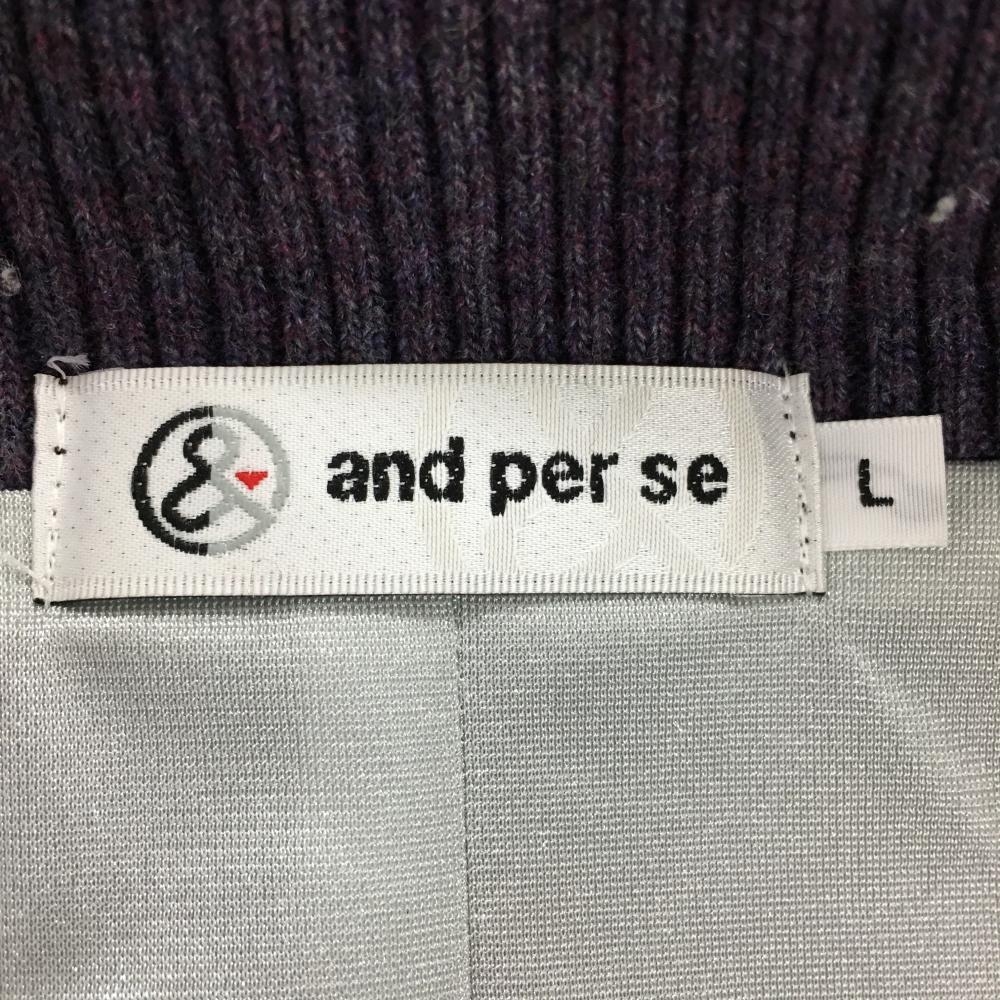 & and per se
L